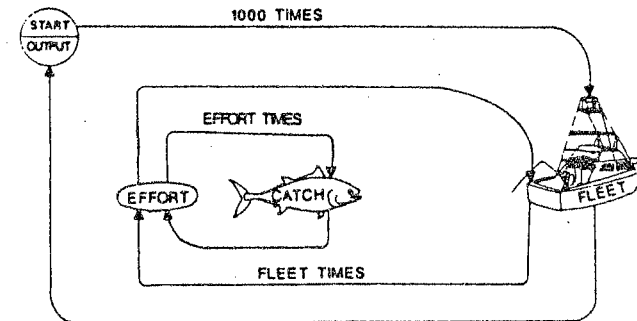 START
OUTPUT
1000 TIMES
EFFORT TIMES
EFFORT
CATCH
FLEET
FLEET TIMES